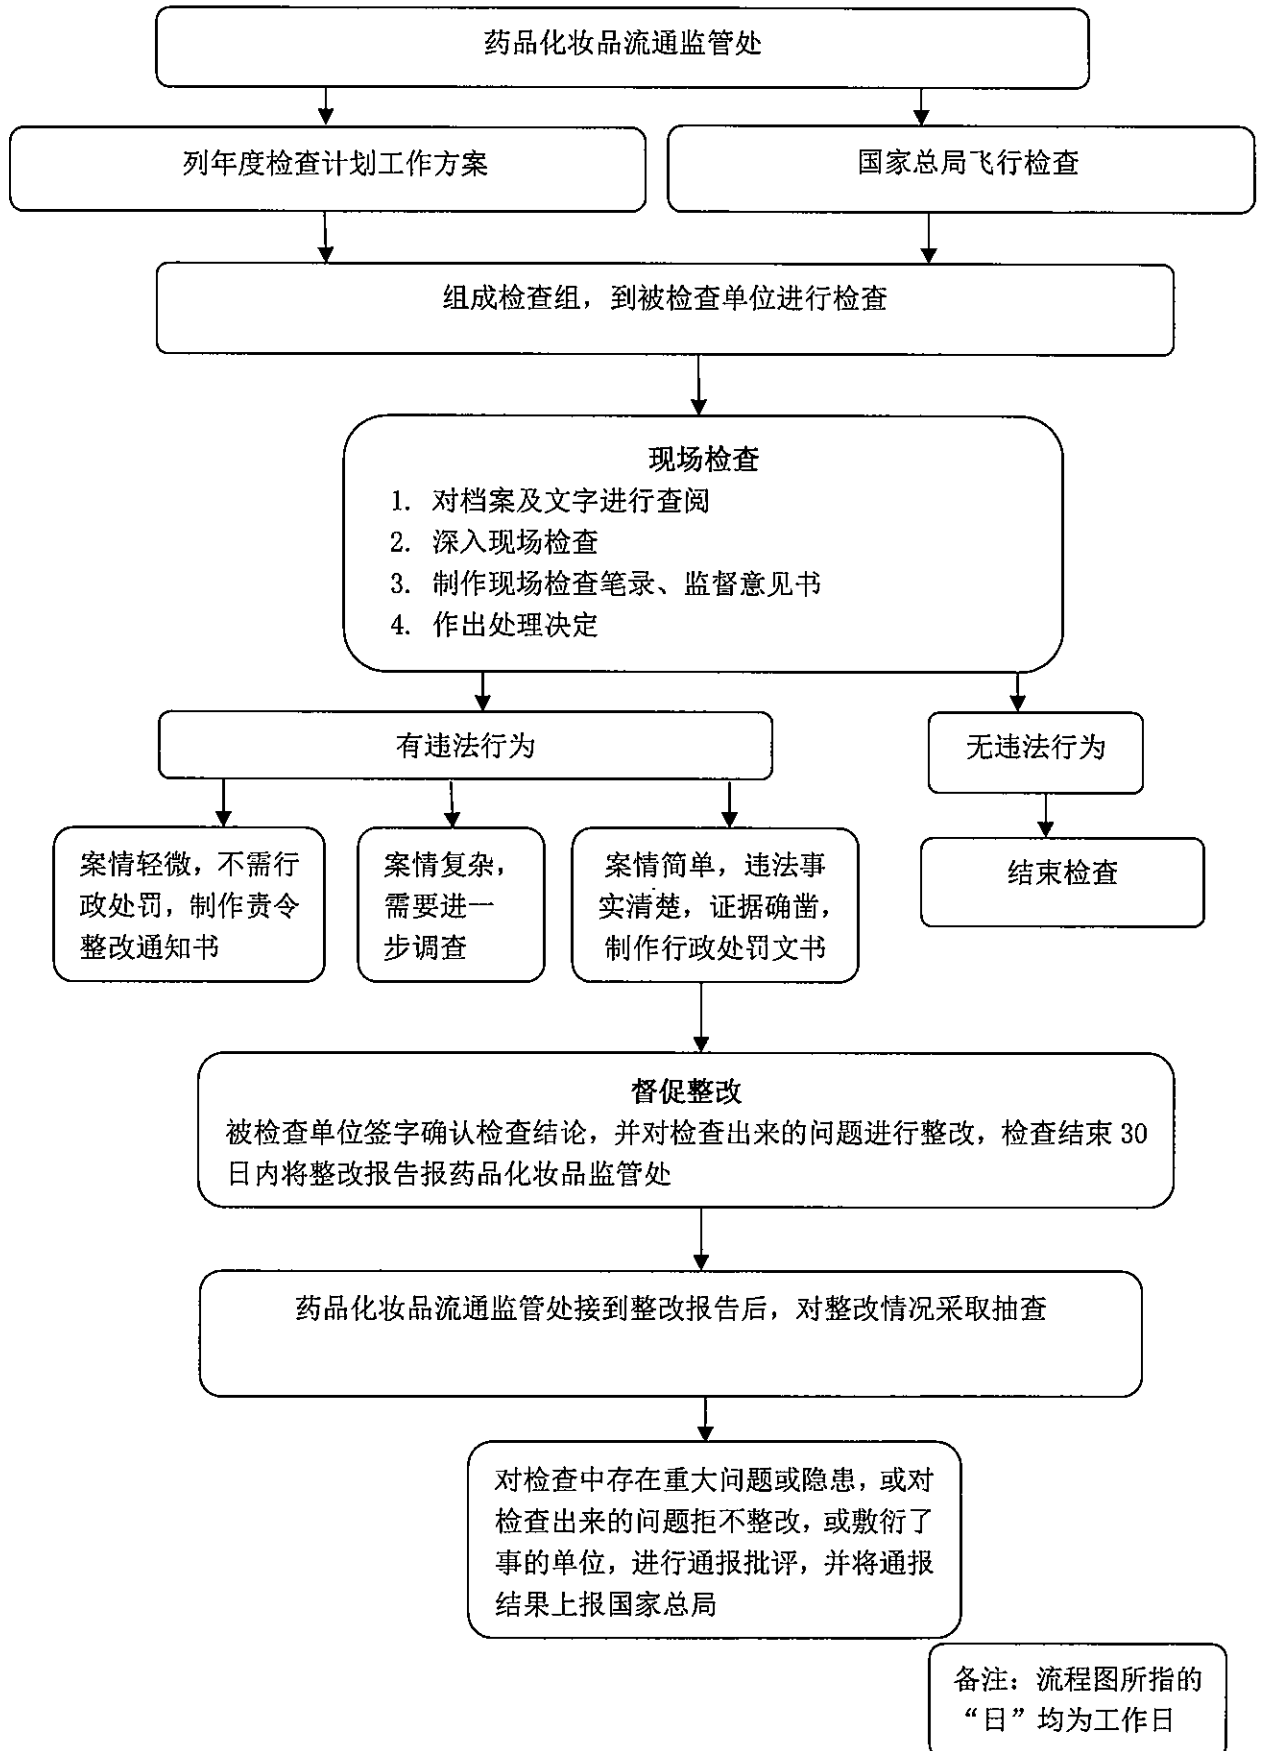 药品化妆品流通监管处
列年度检查计划工作方案
国家总局飞行检查
组成检查组，到被检查单位进行检查
现场检查
1. 对档案及文字进行查阅
2. 深入现场检查
3. 制作现场检查笔录、监督意见书
4. 作出处理决定
有违法行为
无违法行为
案情轻微，不需行
政处罚，制作责令
整改通知书
案情复杂，
需要进一
步调查
案情简单，违法事
实清楚，证据确凿，
制作行政处罚文书
结束检查
督促整改
被检查单位签字确认检查结论，并对检查出来的问题进行整改，检查结束 30
日内将整改报告报药品化妆品监管处
药品化妆品流通监管处接到整改报告后，对整改情况采取抽查
对检查中存在重大问题或隐患，或对
检查出来的问题拒不整改，或敷衍了
事的单位，进行通报批评，并将通报
结果上报国家总局
备注：流程图所指的
“日”均为工作日